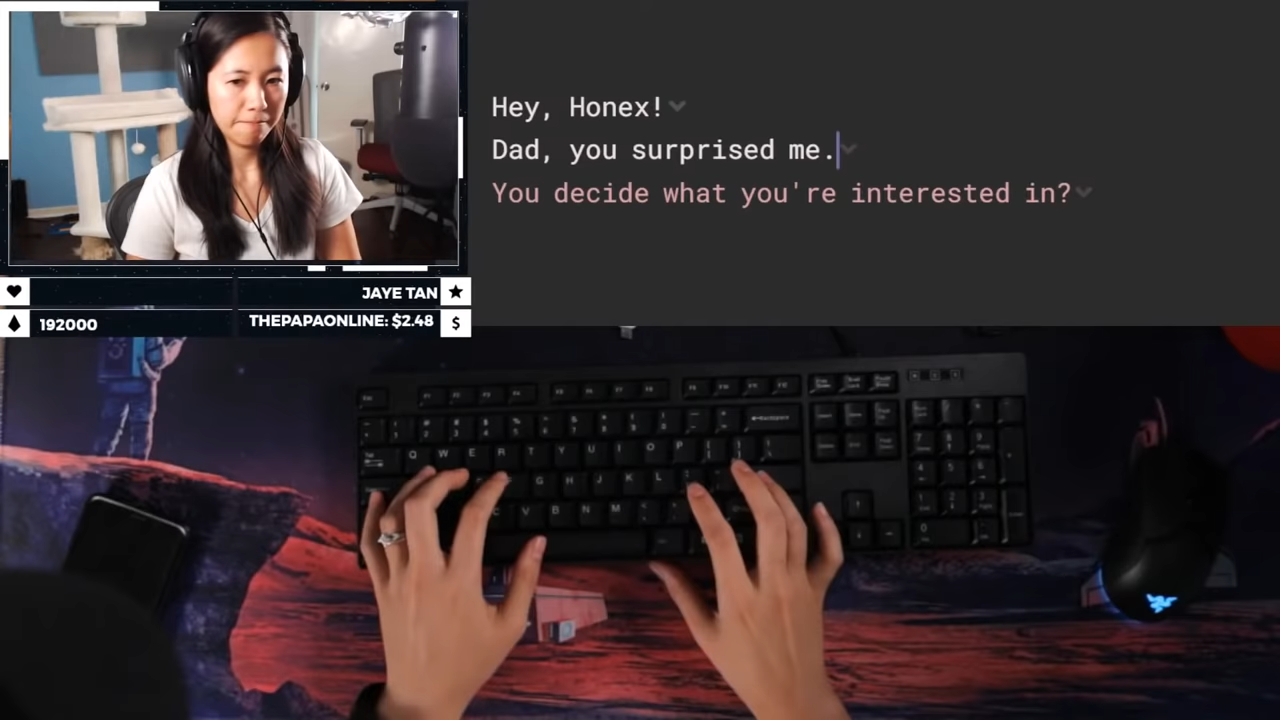 Hey, Honex!
Dad, you surprised me.
You decide what you're interested in?
JAYE TAN
192000
THEPAPAONLINE: $2.48
$
Q W E R T Y U I O P
G H J K L
C V B N M